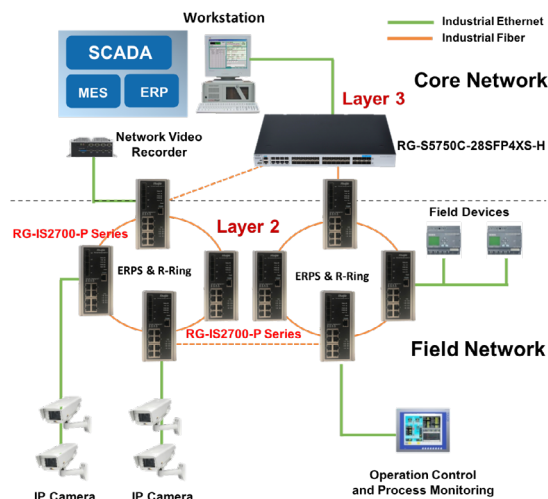 Workstation
Industrial Ethernet
Industrial Fiber
SCADA
MES
ERP
Core Network
Layer 3
RG-S5750C-28SFP4XS-H
Network Video
Recorder
Layer 2
RG-IS2700-P Series
Field Devices
ERPS & R-Ring
ERPS & R-Ring
RG-IS2700-P Series
Field Network
IP Camera
IP Camera
Operation Control
and Process Monitoring